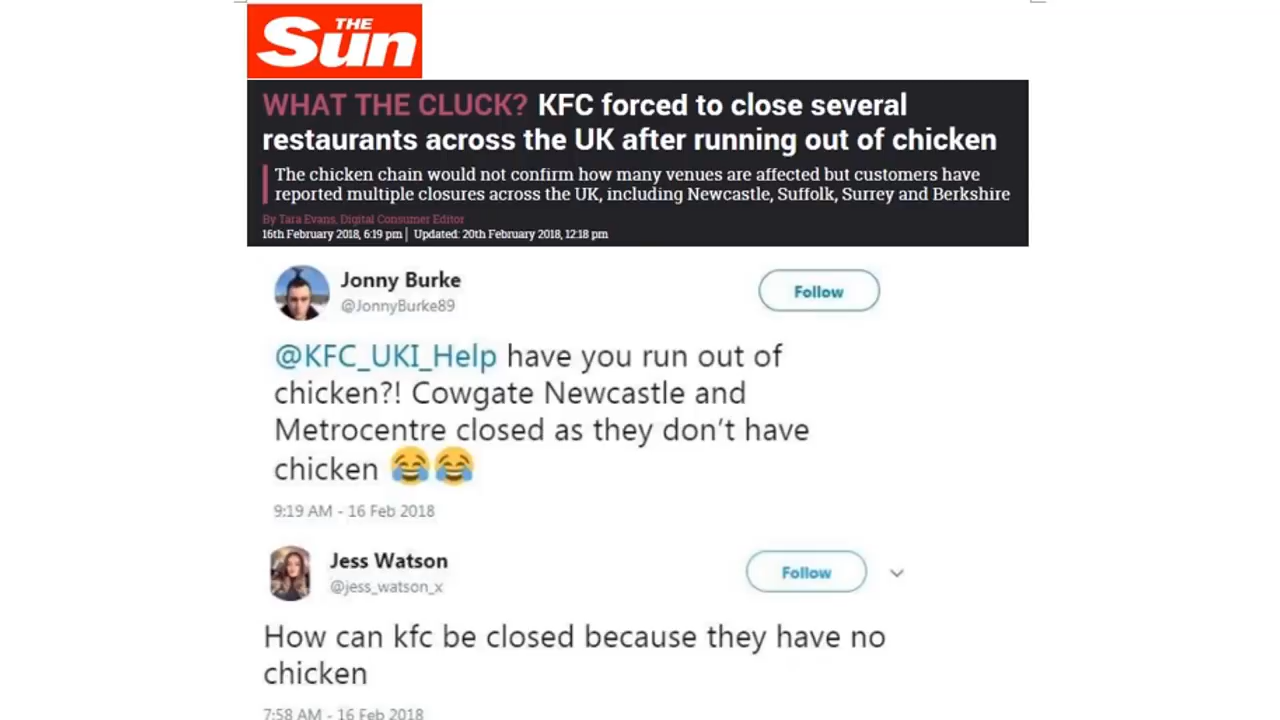 THE
Sun
WHAT THE CLUCK? KFC forced to close several
restaurants across the UK after running out of chicken
The chicken chain would not confirm how many venues are affected but customers have
reported multiple closures across the UK, including Newcastle, Suffolk, Surrey and Berkshire
By Tara Evans, Digital Consumer Editor
16th February 2018, 6:19 pm | Updated: 20th February 2018, 12:18 pm
Jonny Burke
@JonnyBurke89
Follow
@KFC_UKI_Help have you run out of
chicken?! Cowgate Newcastle and
Metrocentre closed as they don’t have
chicken 😂😂
9:19 AM - 16 Feb 2018
Jess Watson
@jess_watson_x
Follow
How can kfc be closed because they have no
chicken
7:58 AM - 16 Feb 2018